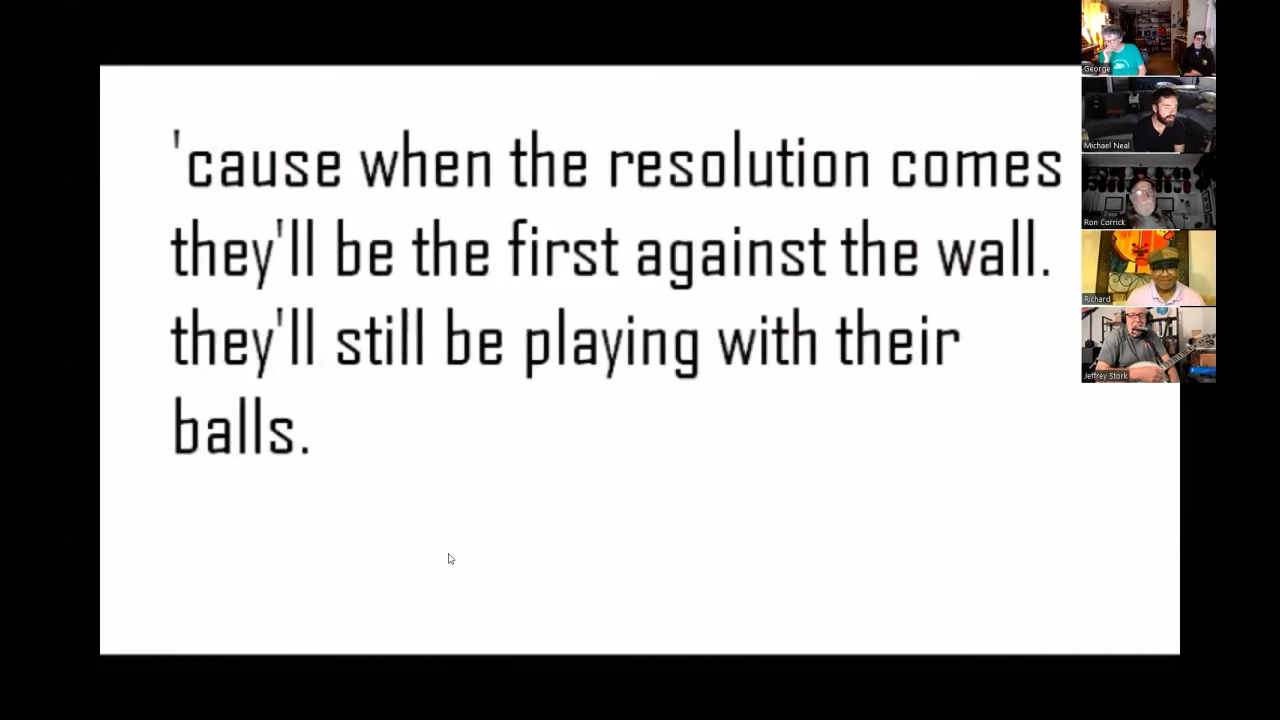 'cause when the resolution comes
they'll be the first against the wall.
they'll still be playing with their
balls.
George
Michael Neal
Ron Corrick
Richard
Jeffrey Stork